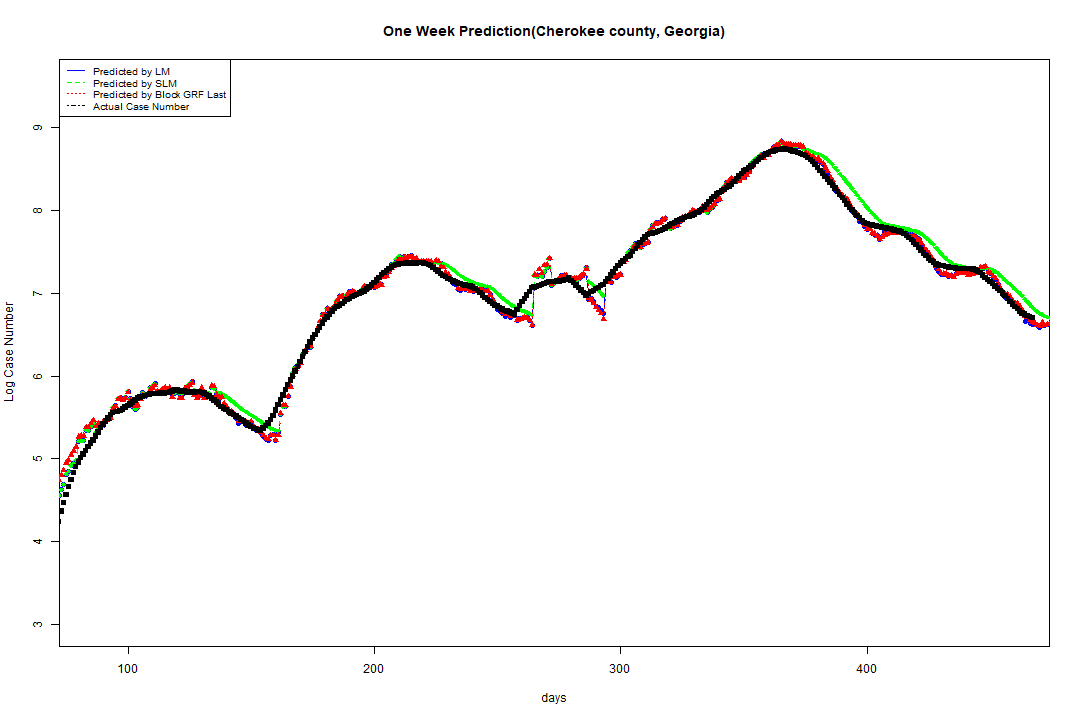 One Week Prediction(Cherokee county, Georgia)
Predicted by LM
Predicted by SLM
Predicted by Block GRF Last
Actual Case Number
9
8
7
6
5
4
3
Log Case Number
100 200 300 400
days